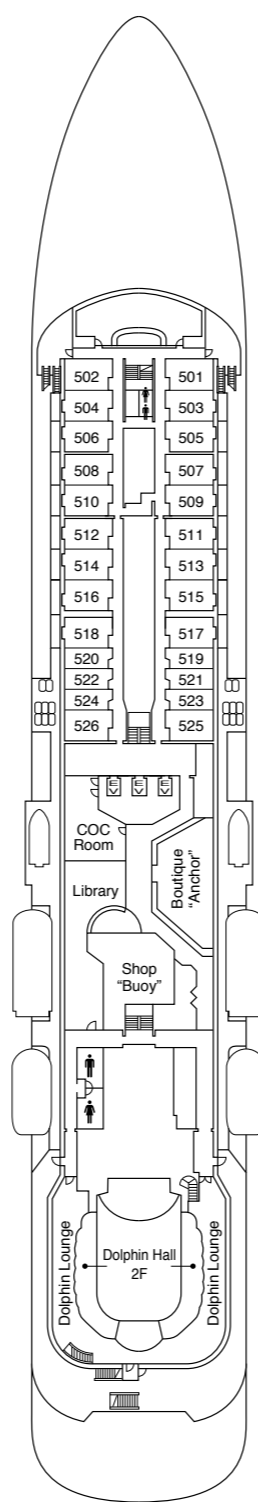 502 501
504 503
506 505
508 507
510 509
512 511
514 513
516 515
518 517
520 519
522 521
524 523
526 525
E E E
COC
Room
Boutique
"Anchor"
Library
Shop
"Buoy"
Dolphin Lounge
Dolphin Hall
2F
Dolphin Lounge